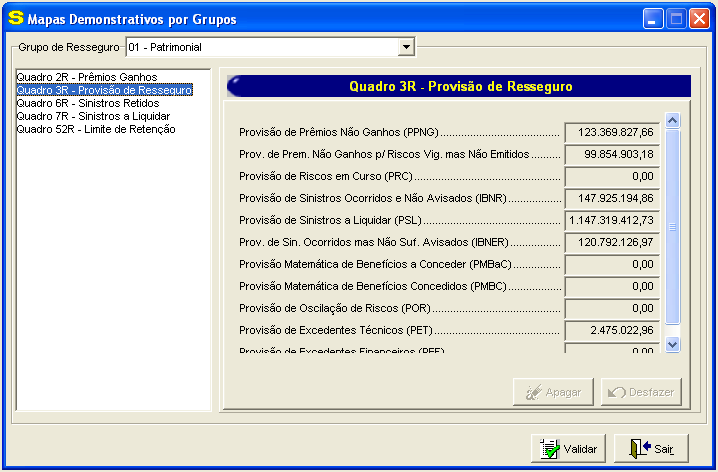 S Mapas Demonstrativos por Grupos
Grupo de Resseguro 01 - Patrimonial
Quadro 2R - Prêmios Ganhos
Quadro 3R - Provisão de Resseguro
Quadro 6R - Sinistros Retidos
Quadro 7R - Sinistros a Liquidar
Quadro 52R - Limite de Retenção
Quadro 3R - Provisão de Resseguro
Provisão de Prêmios Não Ganhos (PPNG) 123.369.827,66
Prov. de Prem. Não Ganhos p/ Riscos Vig. mas Não Emitidos 99.854.903,18
Provisão de Riscos em Curso (PRC) 0,00
Provisão de Sinistros Ocorridos e Não Avisados (IBNR) 147.925.194,86
Provisão de Sinistros a Liquidar (PSL) 1.147.319.412,73
Prov. de Sin. Ocorridos mas Não Suf. Avisados (IBNER) 120.792.126,97
Provisão Matemática de Benefícios a Conceder (PMBaC) 0,00
Provisão Matemática de Benefícios Concedidos (PMBC) 0,00
Provisão de Oscilação de Riscos (POR) 0,00
Provisão de Excedentes Técnicos (PET) 2.475.022,96
Provisão de Excedentes Financeiros (PEF) 0,00
Apagar Desfazer
Validar Sair